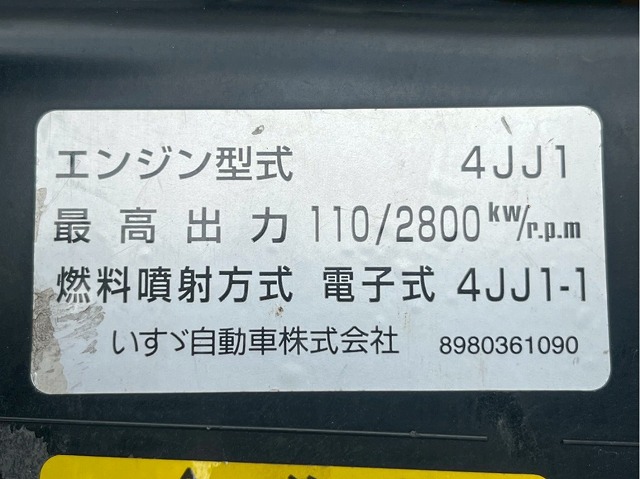 エンジン型式 4JJ1
最高出力 110/2800 kw/r.p.m
燃料噴射方式 電子式 4JJ1-1
いすゞ自動車株式会社 8980361090